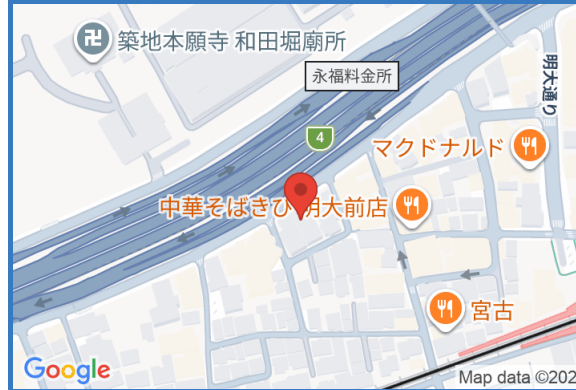 築地本願寺 和田堀廟所
永福料金所
明大通り
4
マクドナルド
中華そばきび 明大前店
宮古
Google
Map data ©202